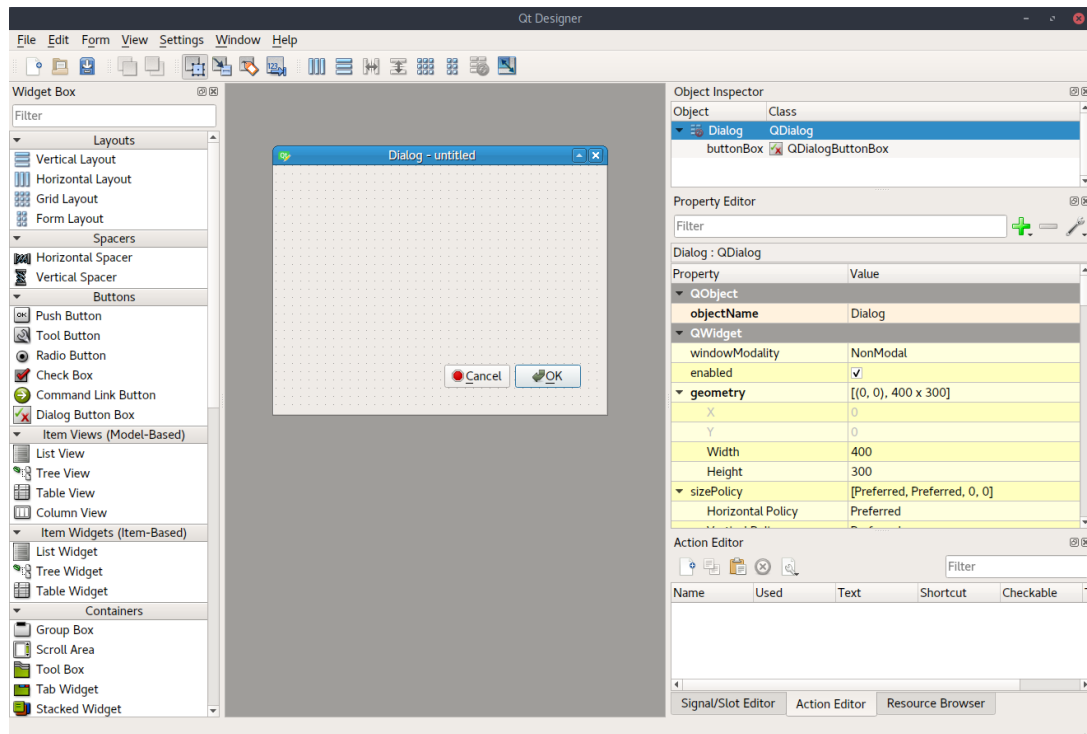 Qt Designer
File Edit Form View Settings Window Help
Widget Box
Filter
Layouts
Vertical Layout
Horizontal Layout
Grid Layout
Form Layout
Spacers
Horizontal Spacer
Vertical Spacer
Buttons
Push Button
Tool Button
Radio Button
Check Box
Command Link Button
Dialog Button Box
Item Views (Model-Based)
List View
Tree View
Table View
Column View
Item Widgets (Item-Based)
List Widget
Tree Widget
Table Widget
Containers
Group Box
Scroll Area
Tool Box
Tab Widget
Stacked Widget
Dialog - untitled
Cancel OK
Object Inspector
Object Class
Dialog QDialog
buttonBox QDialogButtonBox
Property Editor
Filter
Dialog : QDialog
Property Value
QObject
objectName Dialog
QWidget
windowModality NonModal
enabled
geometry [(0, 0), 400 x 300]
X 0
Y 0
Width 400
Height 300
sizePolicy [Preferred, Preferred, 0, 0]
Horizontal Policy Preferred
Action Editor
Filter
Name Used Text Shortcut Checkable
Signal/Slot Editor Action Editor Resource Browser